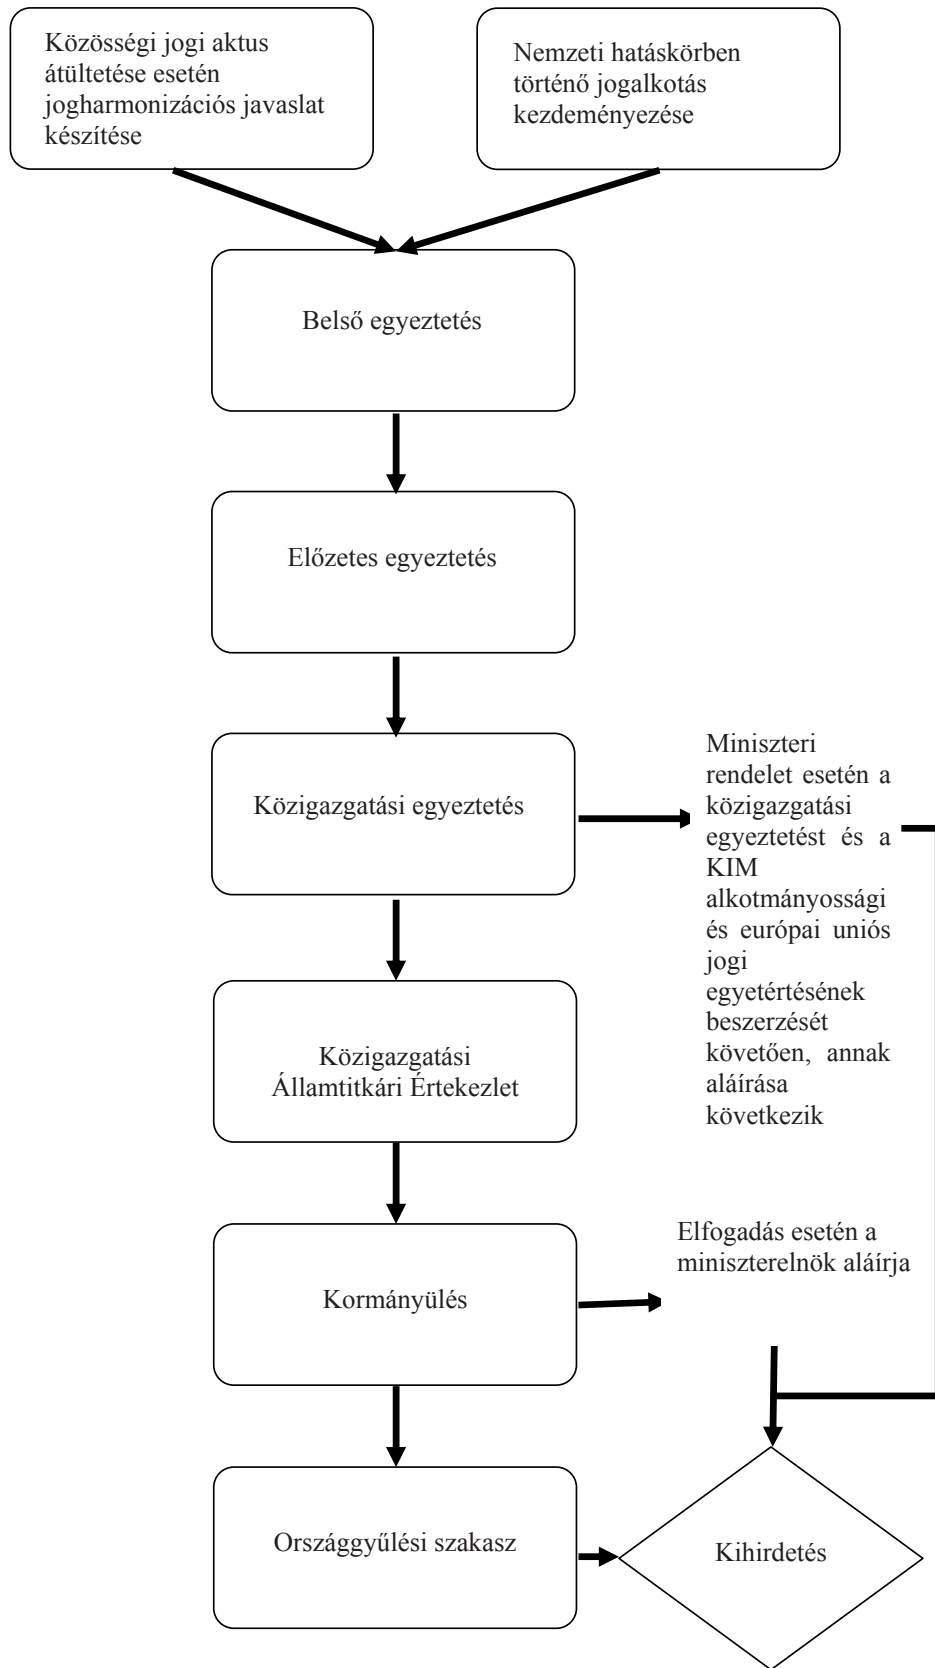 Közösségi jogi aktus
átültetése esetén
jogharmonizációs javaslat
készítése
Nemzeti hatáskörben
történő jogalkotás
kezdeményezése
Belső egyeztetés
Előzetes egyeztetés
Közigazgatási egyeztetés
Miniszteri
rendelet esetén a
közigazgatási
egyeztetést és a
KIM
alkotmányossági
és európai uniós
jogi
egyetértésének
beszerzését
követően, annak
aláírása
következik
Közigazgatási
Államtitkári Értekezlet
Kormányülés
Elfogadás esetén a
miniszterelnök aláírja
Országgyűlési szakasz
Kihirdetés